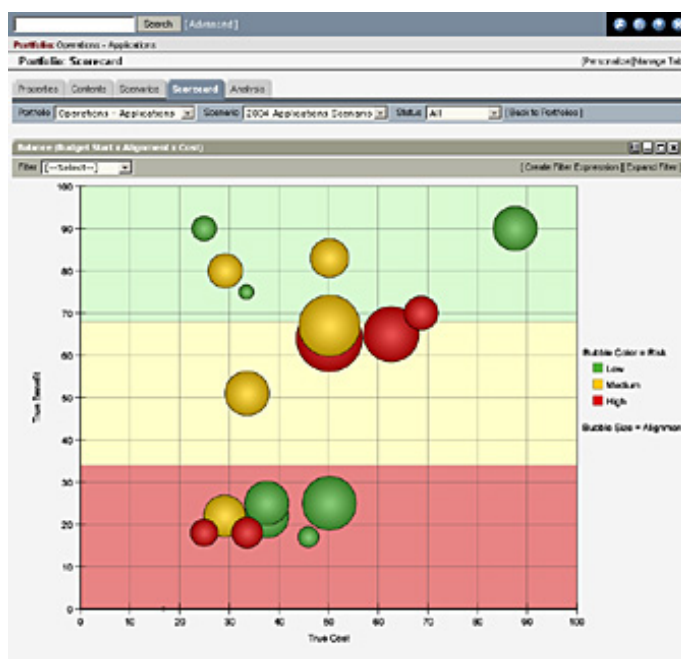 Search [Advanced]
Portfolio: Operations - Applications
Portfolio: Scorecard [Personalize][Manage Tab
Properties Contents Scenarios Scorecard Analysis
Portfolio Operations - Applications Scenario 2004 Applications Scenario Status All [Back to Portfolios]
Balance (Budget Start x Alignment x Cost)
Filter [--Select--] [Create Filter Expression][Expand Filter]
100
90
80
70
60
50
40
30
20
10
0
True Benefit
0 10 20 30 40 50 60 70 80 90 100
True Cost
Bubble Color = Risk
Low
Medium
High
Bubble Size = Alignment